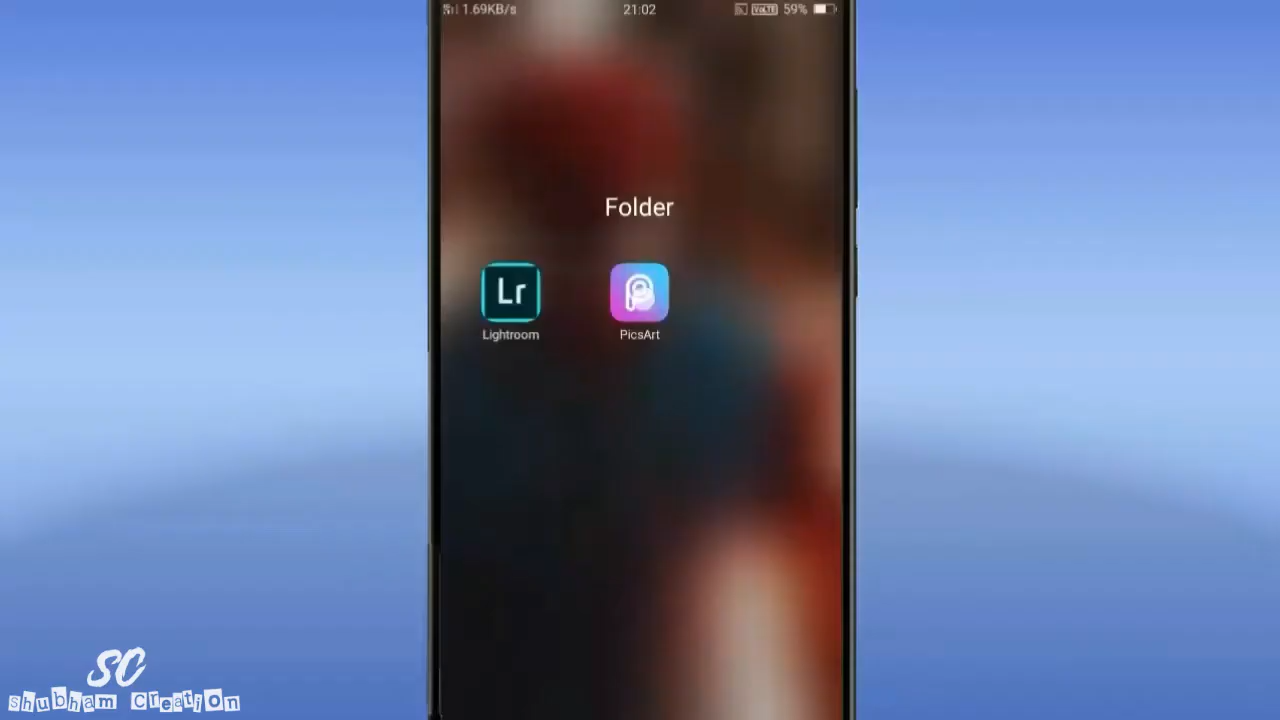 1.69KB/s 21:02 VoLTE 59%
Folder
Lr
Lightroom PicsArt
SC
Shubham Creation